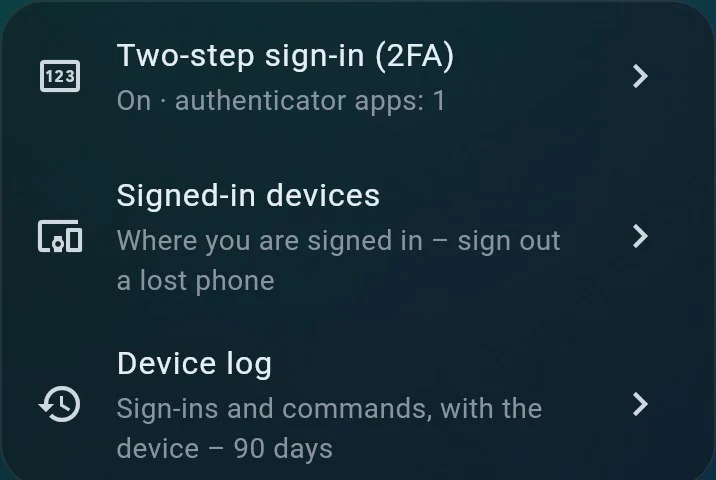 Two-step sign-in (2FA)
123
On · authenticator apps: 1
Signed-in devices
Where you are signed in – sign out
a lost phone
Device log
Sign-ins and commands, with the
device – 90 days